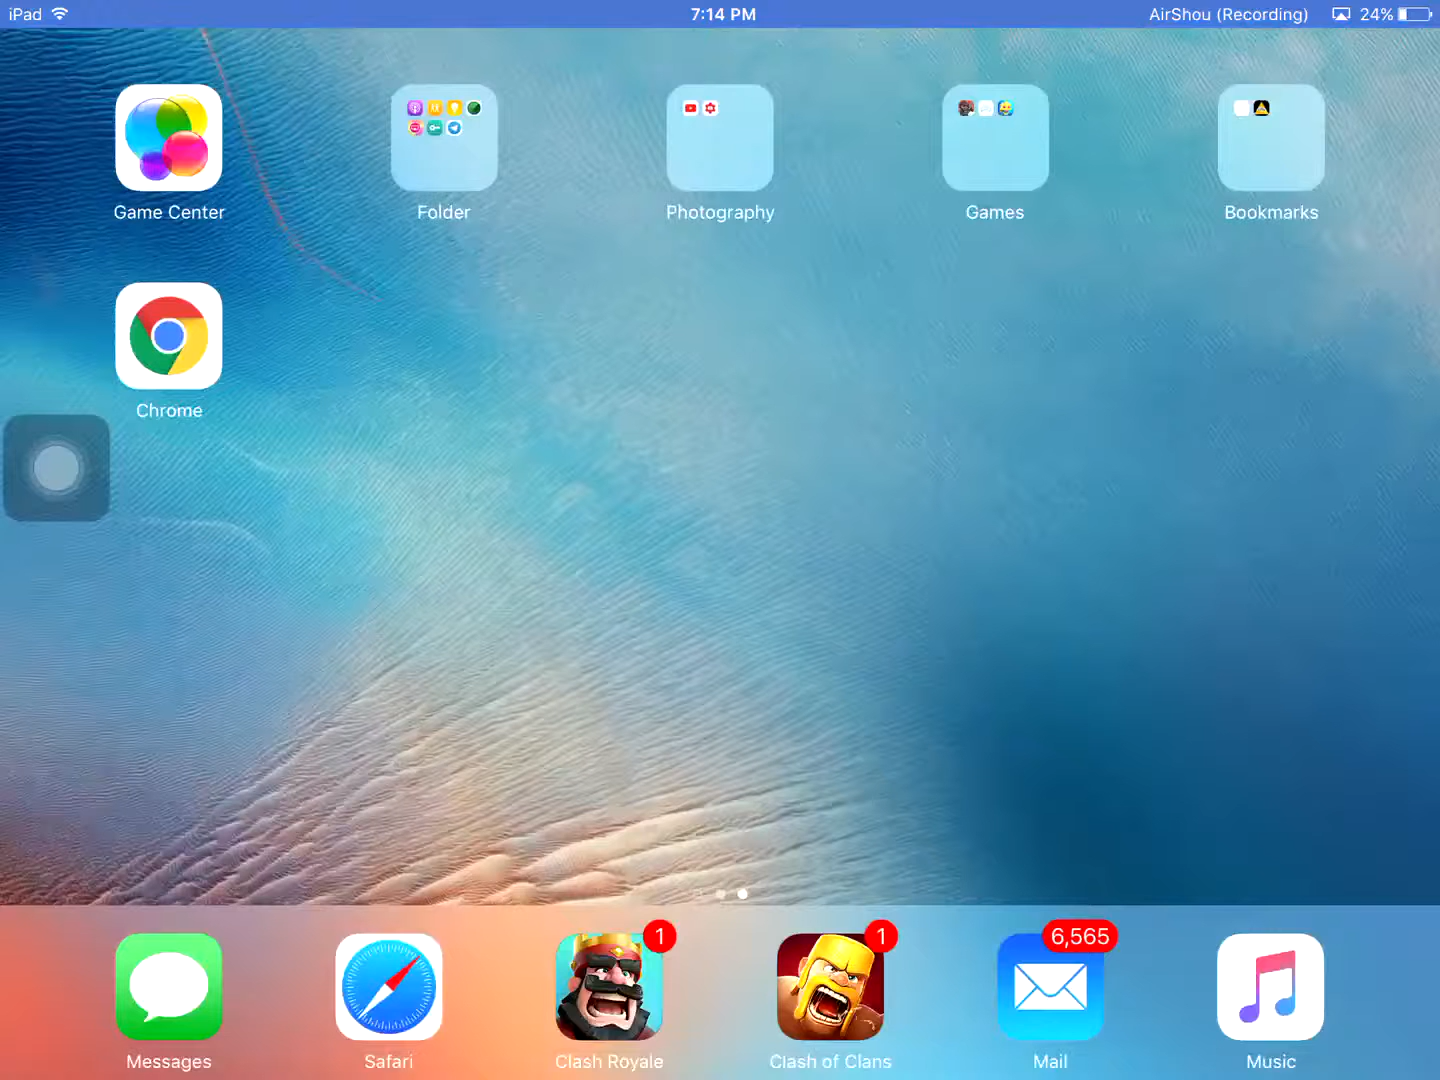 iPad 7:14 PM AirShou (Recording) 24%
Game Center Folder Photography Games Bookmarks
Chrome
1 1 6,565
Messages Safari Clash Royale Clash of Clans Mail Music